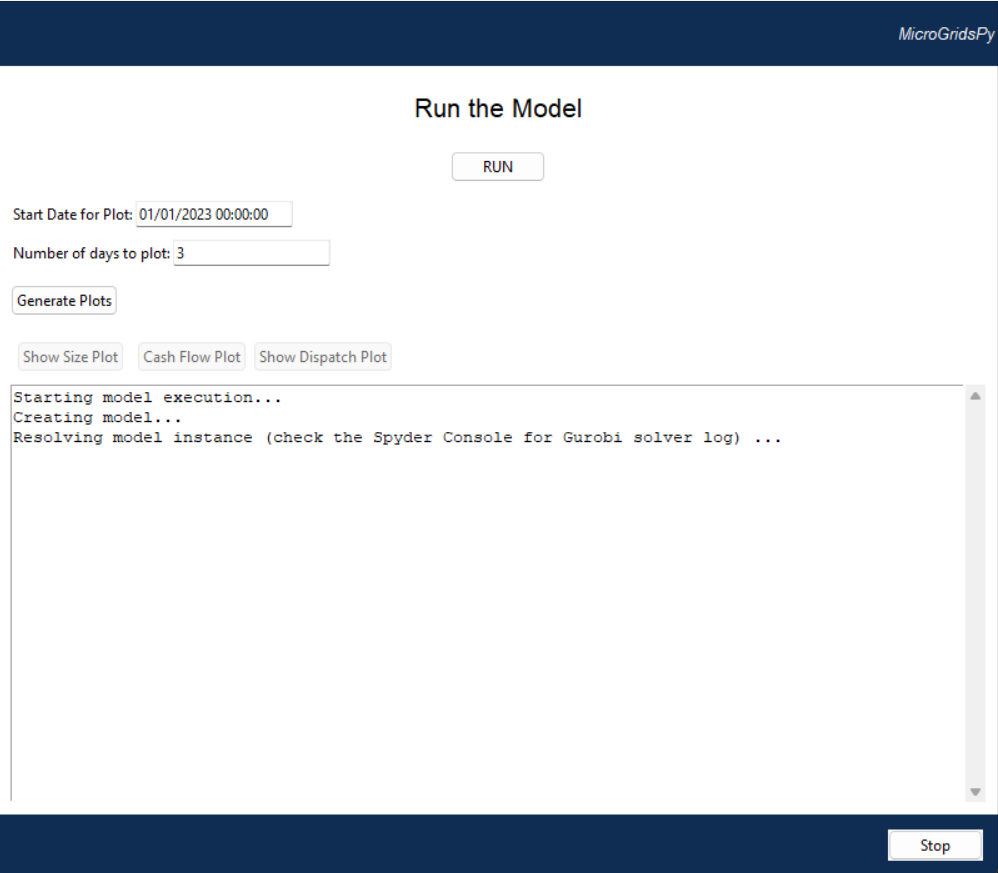 MicroGridsPy
Run the Model
RUN
Start Date for Plot: 01/01/2023 00:00:00
Number of days to plot: 3
Generate Plots
Show Size Plot Cash Flow Plot Show Dispatch Plot
Starting model execution...
Creating model...
Resolving model instance (check the Spyder Console for Gurobi solver log) ...
Stop